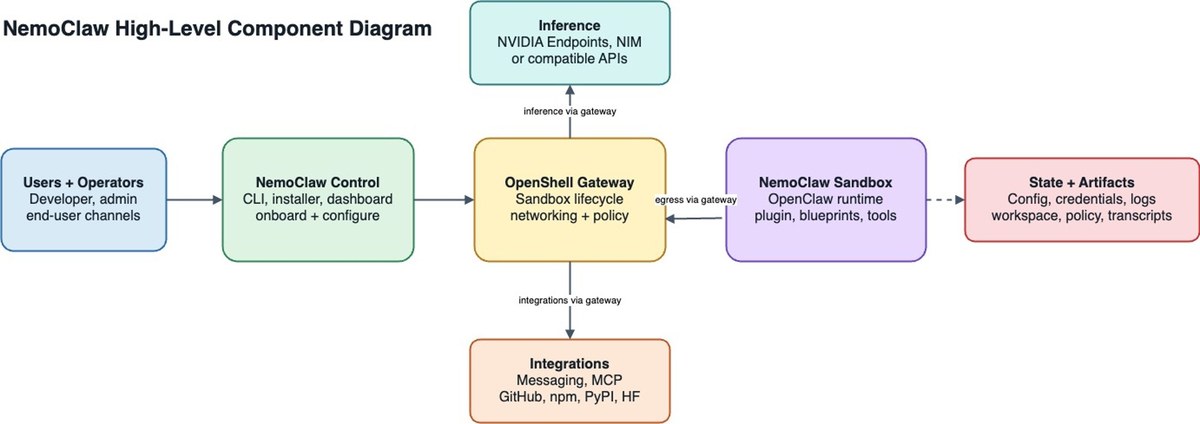 NemoClaw High-Level Component Diagram
Inference
NVIDIA Endpoints, NIM
or compatible APIs
inference via gateway
Users + Operators
Developer, admin
end-user channels
NemoClaw Control
CLI, installer, dashboard
onboard + configure
OpenShell Gateway
Sandbox lifecycle
networking + policy
egress via gateway
NemoClaw Sandbox
OpenClaw runtime
plugin, blueprints, tools
State + Artifacts
Config, credentials, logs
workspace, policy, transcripts
integrations via gateway
Integrations
Messaging, MCP
GitHub, npm, PyPI, HF